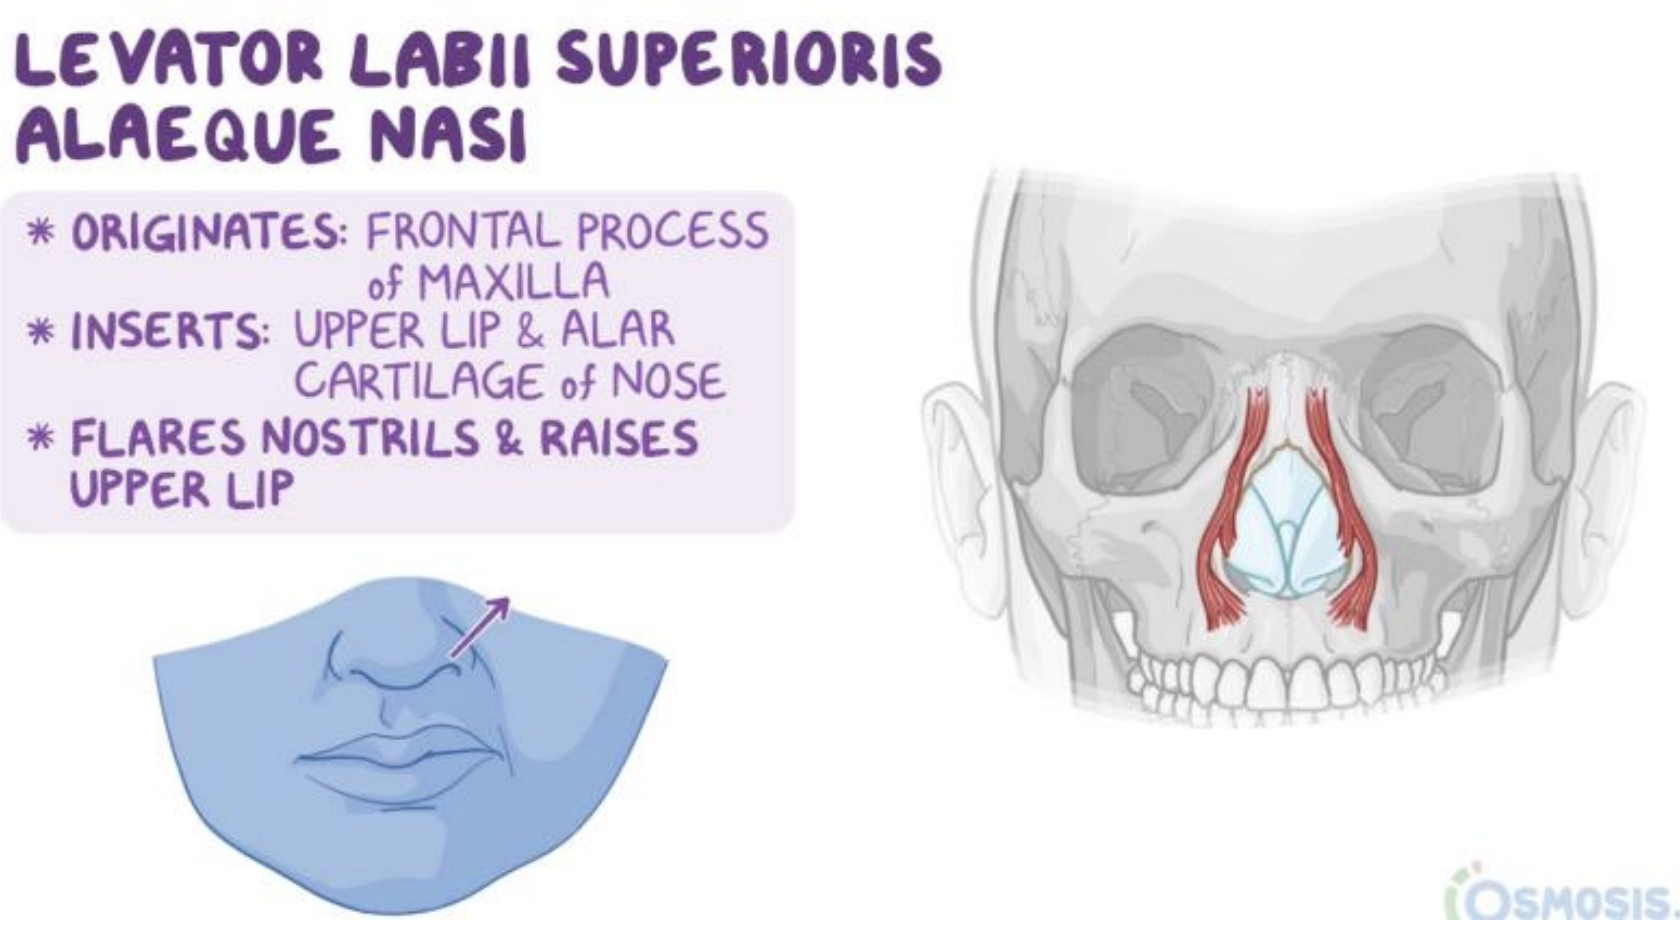 LEVATOR LABII SUPERIORIS
ALAEQUE NASI
* ORIGINATES: FRONTAL PROCESS
of MAXILLA
* INSERTS: UPPER LIP & ALAR
CARTILAGE of NOSE
* FLARES NOSTRILS & RAISES
UPPER LIP
OSMOSIS.